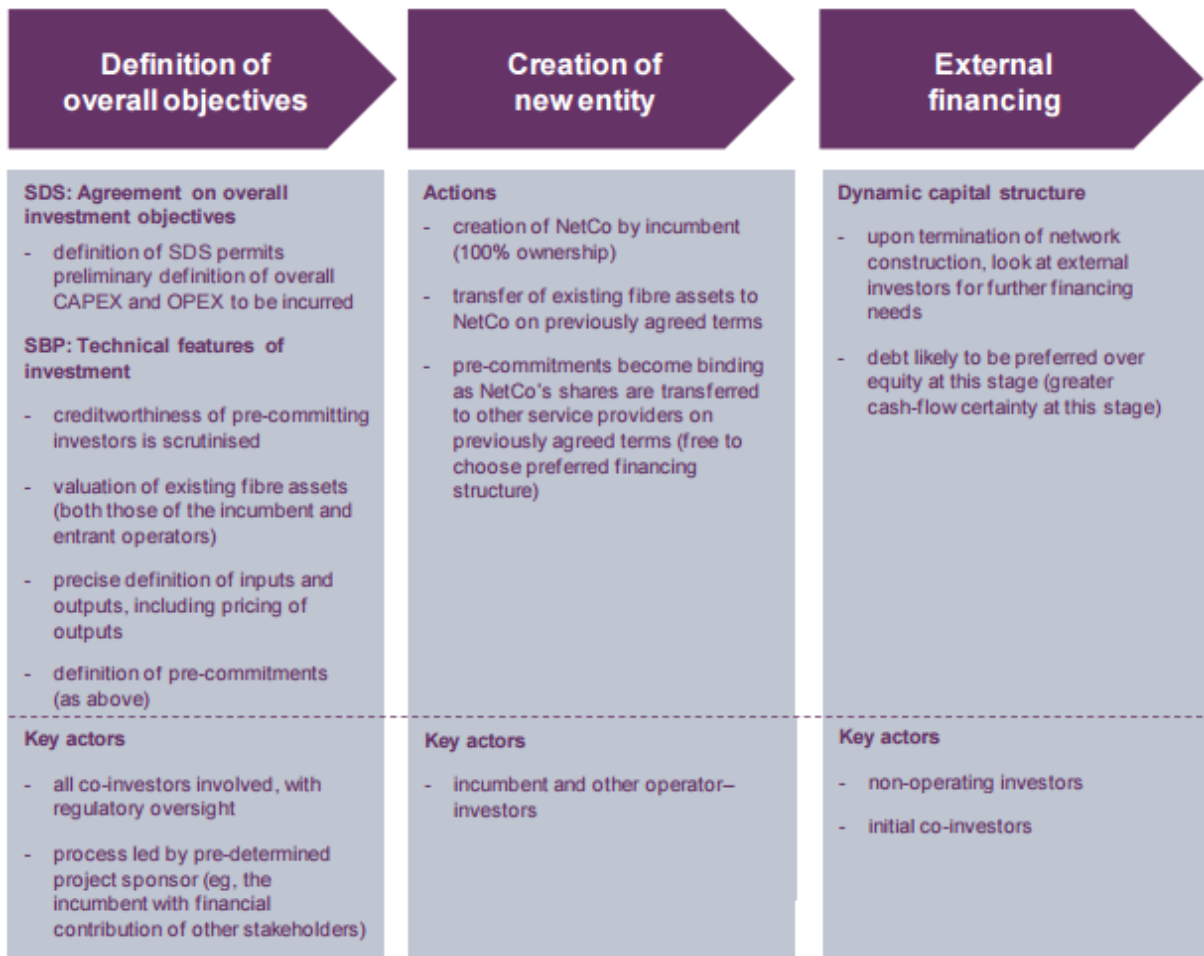 Definition of
overall objectives
SDS: Agreement on overall
investment objectives
- definition of SDS permits
preliminary definition of overall
CAPEX and OPEX to be incurred
SBP: Technical features of
investment
- creditworthiness of pre-committing
investors is scrutinised
- valuation of existing fibre assets
(both those of the incumbent and
entrant operators)
- precise definition of inputs and
outputs, including pricing of
outputs
- definition of pre-commitments
(as above)
Key actors
- all co-investors involved, with
regulatory oversight
- process led by pre-determined
project sponsor (eg, the
incumbent with financial
contribution of other stakeholders)
Creation of
new entity
Actions
- creation of NetCo by incumbent
(100% ownership)
- transfer of existing fibre assets to
NetCo on previously agreed terms
- pre-commitments become binding
as NetCo's shares are transferred
to other service providers on
previously agreed terms (free to
choose preferred financing
structure)
Key actors
- incumbent and other operator–
investors
External
financing
Dynamic capital structure
- upon termination of network
construction, look at external
investors for further financing
needs
- debt likely to be preferred over
equity at this stage (greater
cash-flow certainty at this stage)
Key actors
- non-operating investors
- initial co-investors